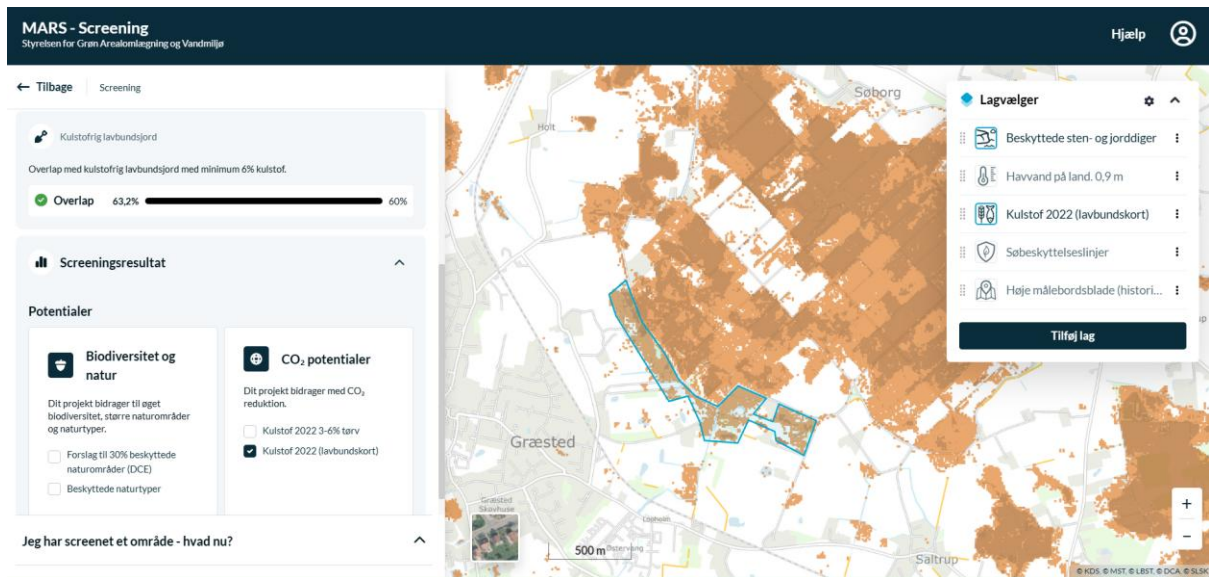 MARS - Screening
Styrelsen for Grøn Arealomlægning og Vandmiljø
Hjælp
← Tilbage
Screening
Kulstofrig lavbundsjord
Overlap med kulstofrig lavbundsjord med minimum 6% kulstof.
Overlap 63,2% 60%
Screeningsresultat
Potentialer
Biodiversitet og
natur
Dit projekt bidrager til øget
biodiversitet, større naturområder
og naturtyper.
Forslag til 30% beskyttede
naturområder (DCE)
Beskyttede naturtyper
CO₂ potentialer
Dit projekt bidrager med CO₂
reduktion.
Kulstof 2022 3-6% tørv
Kulstof 2022 (lavbundskort)
Jeg har screenet et område - hvad nu?
Søborg
Holt
Græsted
Græsted
Skovhuse
500 m
Saltrup
Lagvælger
Beskyttede sten- og jorddiger
Havvand på land. 0,9 m
Kulstof 2022 (lavbundskort)
Søbeskyttelseslinjer
Høje målebordsblade (histori...
Tilføj lag
+
−
© KDS, © MST, © LBST, © DCA, © SLSK